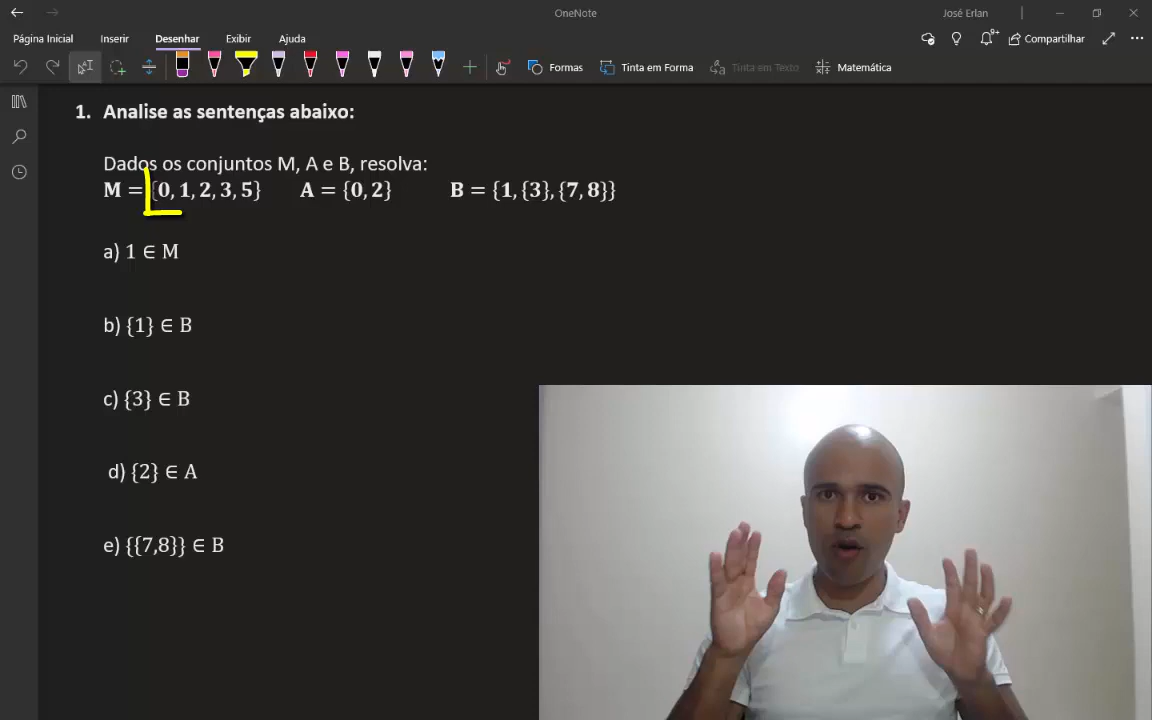 OneNote
José Erlan
Página Inicial Inserir Desenhar Exibir Ajuda
9+ Compartilhar
Formas Tinta em Forma Tinta em Texto Matemática
1. Analise as sentenças abaixo:
Dados os conjuntos M, A e B, resolva:
M = {0, 1, 2, 3, 5} A = {0, 2} B = {1, {3}, {7, 8}}
a) 1 ∈ M
b) {1} ∈ B
c) {3} ∈ B
d) {2} ∈ A
e) {{7,8}} ∈ B